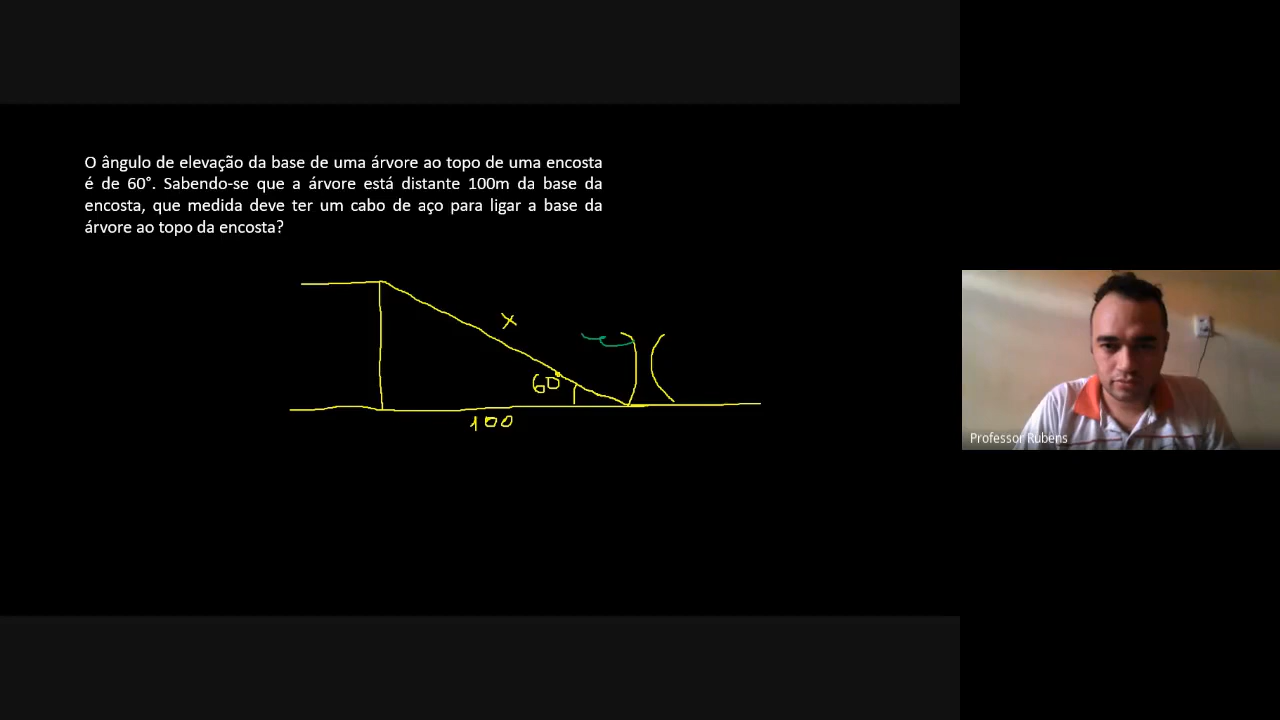 O ângulo de elevação da base de uma árvore ao topo de uma encosta
é de 60°. Sabendo-se que a árvore está distante 100m da base da
encosta, que medida deve ter um cabo de aço para ligar a base da
árvore ao topo da encosta?
x
60°
100
Professor Rubens